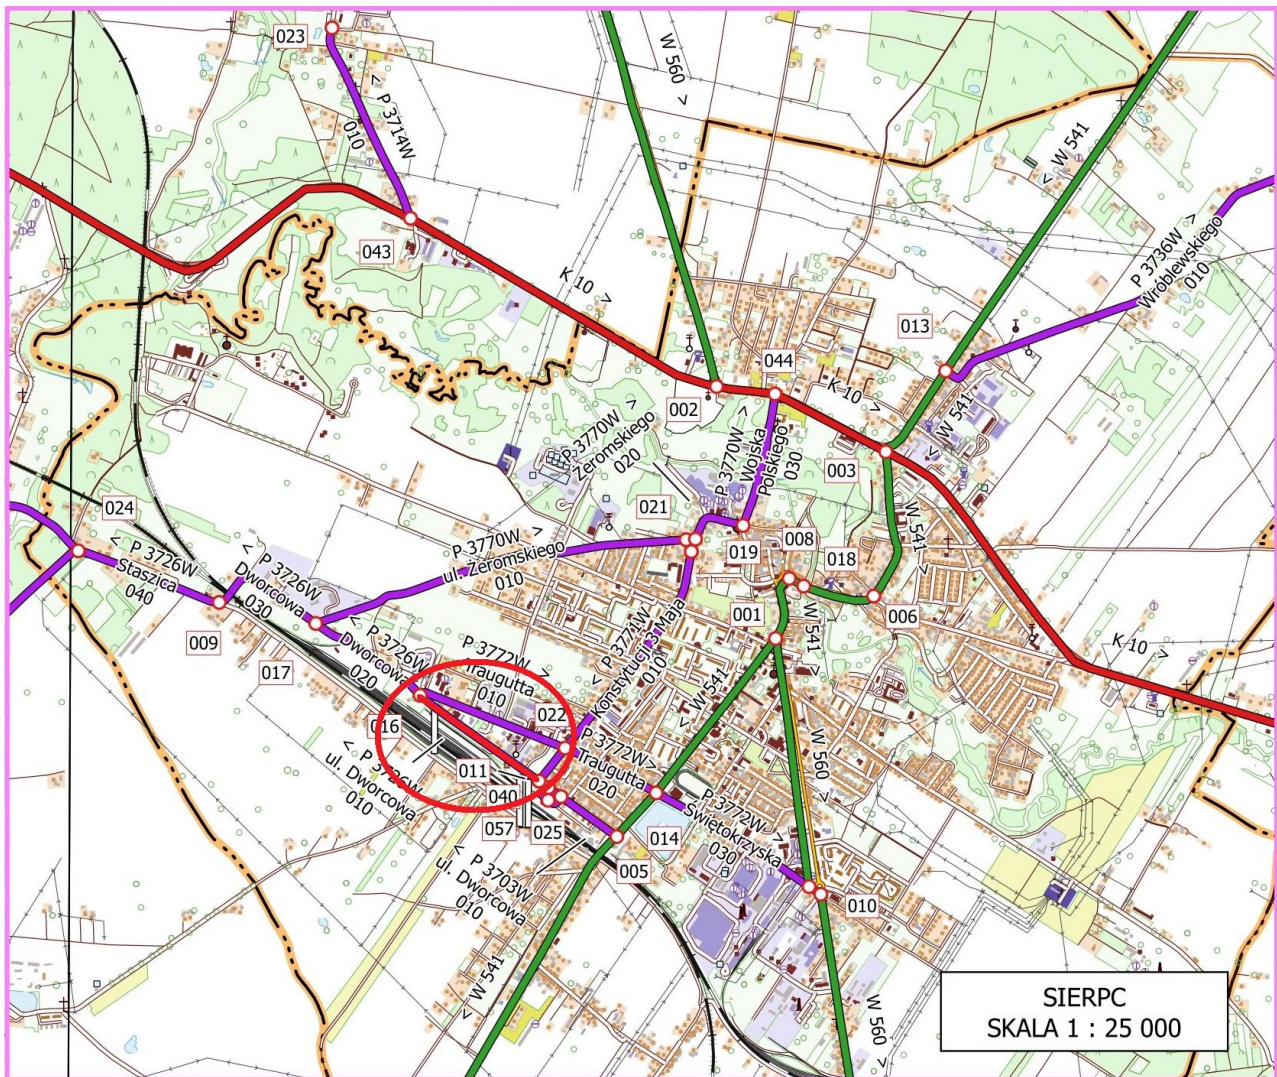 023
W 560 >
< P 3714W
010
< W 541
P 3736W >
Wróblewskiego
010
043
K 10 >
013
044
002
K 10 >
< W 541
P 3770W >
Żeromskiego
020
P 3770W >
Wojska
Polskiego
030
003
021
024
W 541 >
< P 3726W
Staszica
040
< P 3726W
Dworcowa
030
P 3770W >
ul. Żeromskiego
010
019
008
018
001
W 541 >
006
009
017
< P 3726W
Dworcowa
020
P 3772W >
Traugutta
010
< P 3771W
Konstytucji 3 Maja
010
< W 541
K 10 >
016
022
P 3772W>
Traugutta
020
W 560 >
< P 3726W
ul. Dworcowa
010
011
040
P 3772W >
Świętokrzyska
030
057
025
014
005
< P 3703W
ul. Dworcowa
010
010
< W 541
W 560 >
SIERPC
SKALA 1 : 25 000